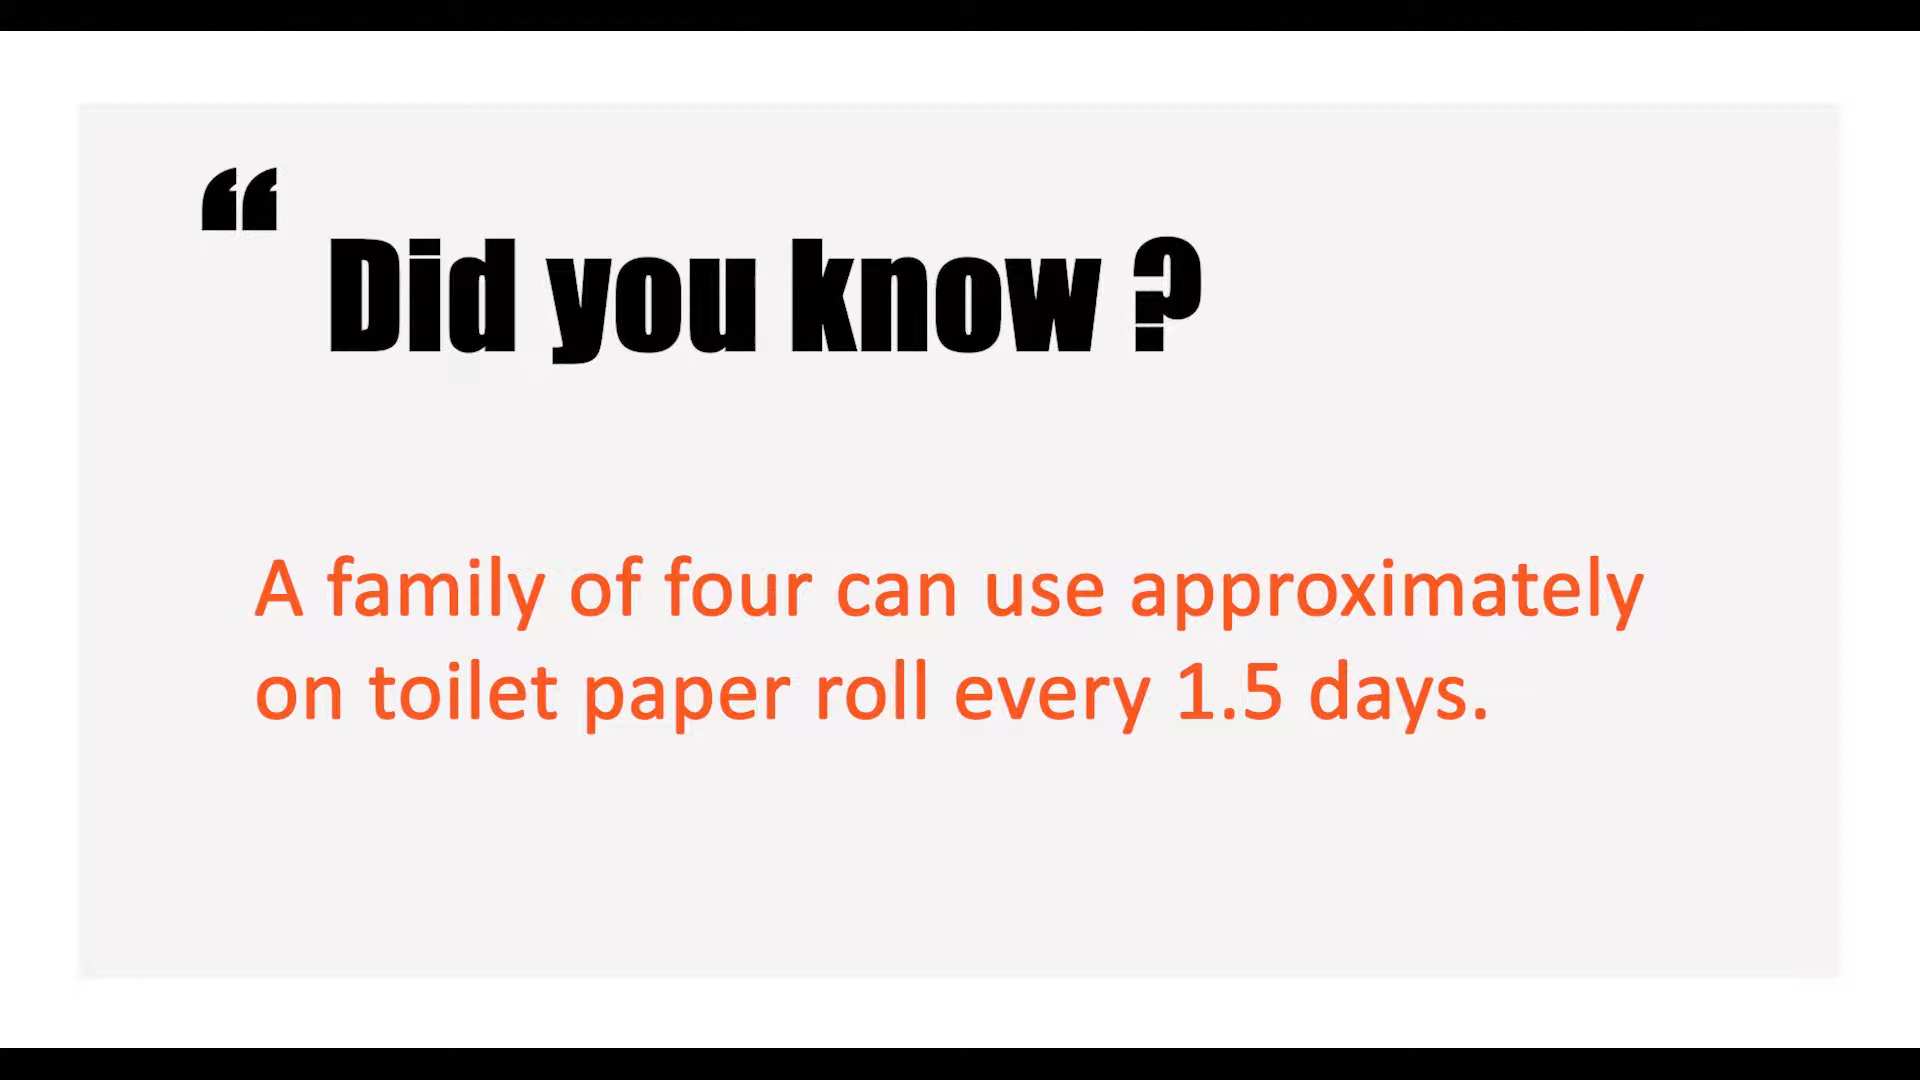 “
Did you know ?
A family of four can use approximately
on toilet paper roll every 1.5 days.